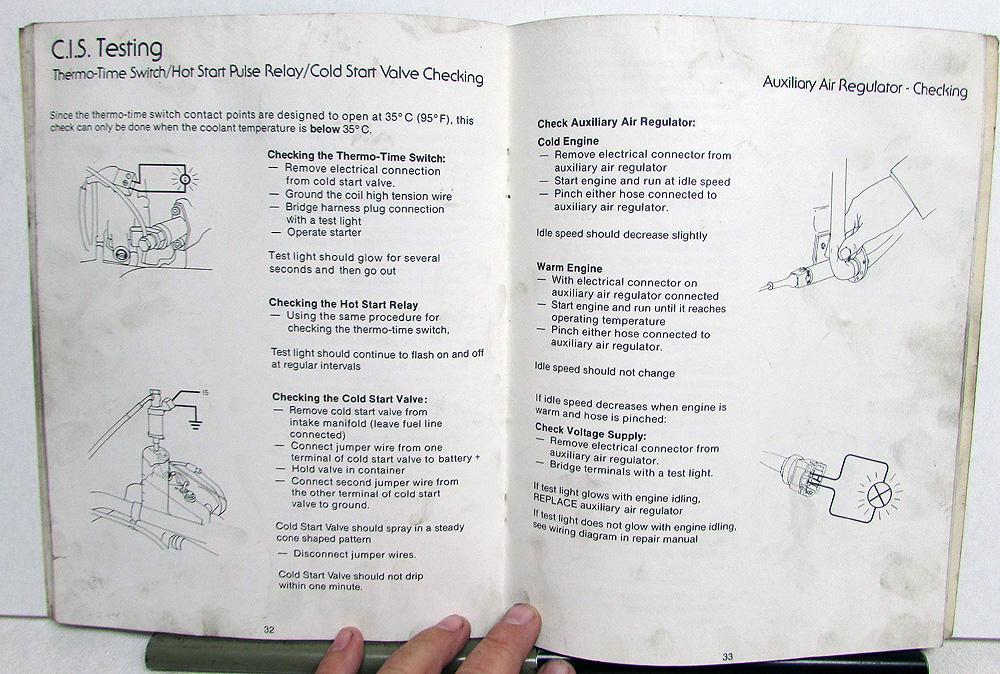 C.I.S. Testing
Thermo-Time Switch/Hot Start Pulse Relay/Cold Start Valve Checking
Since the thermo-time switch contact points are designed to open at 35°C (95°F), this
check can only be done when the coolant temperature is below 35°C.
Checking the Thermo-Time Switch:
— Remove electrical connection
from cold start valve.
— Ground the coil high tension wire
— Bridge harness plug connection
with a test light
— Operate starter
Test light should glow for several
seconds and then go out
Checking the Hot Start Relay
— Using the same procedure for
checking the thermo-time switch,
Test light should continue to flash on and off
at regular intervals
15
Checking the Cold Start Valve:
— Remove cold start valve from
intake manifold (leave fuel line
connected)
— Connect jumper wire from one
terminal of cold start valve to battery +
— Hold valve in container
— Connect second jumper wire from
the other terminal of cold start
valve to ground.
Cold Start Valve should spray in a steady
cone shaped pattern
— Disconnect jumper wires.
Cold Start Valve should not drip
within one minute.
32
Auxiliary Air Regulator - Checking
Check Auxiliary Air Regulator:
Cold Engine
— Remove electrical connector from
auxiliary air regulator
— Start engine and run at idle speed
— Pinch either hose connected to
auxiliary air regulator.
Idle speed should decrease slightly
Warm Engine
— With electrical connector on
auxiliary air regulator connected
— Start engine and run until it reaches
operating temperature
— Pinch either hose connected to
auxiliary air regulator.
Idle speed should not change
If idle speed decreases when engine is
warm and hose is pinched:
Check Voltage Supply:
— Remove electrical connector from
auxiliary air regulator.
— Bridge terminals with a test light.
If test light glows with engine idling,
REPLACE auxiliary air regulator
If test light does not glow with engine idling,
see wiring diagram in repair manual
33